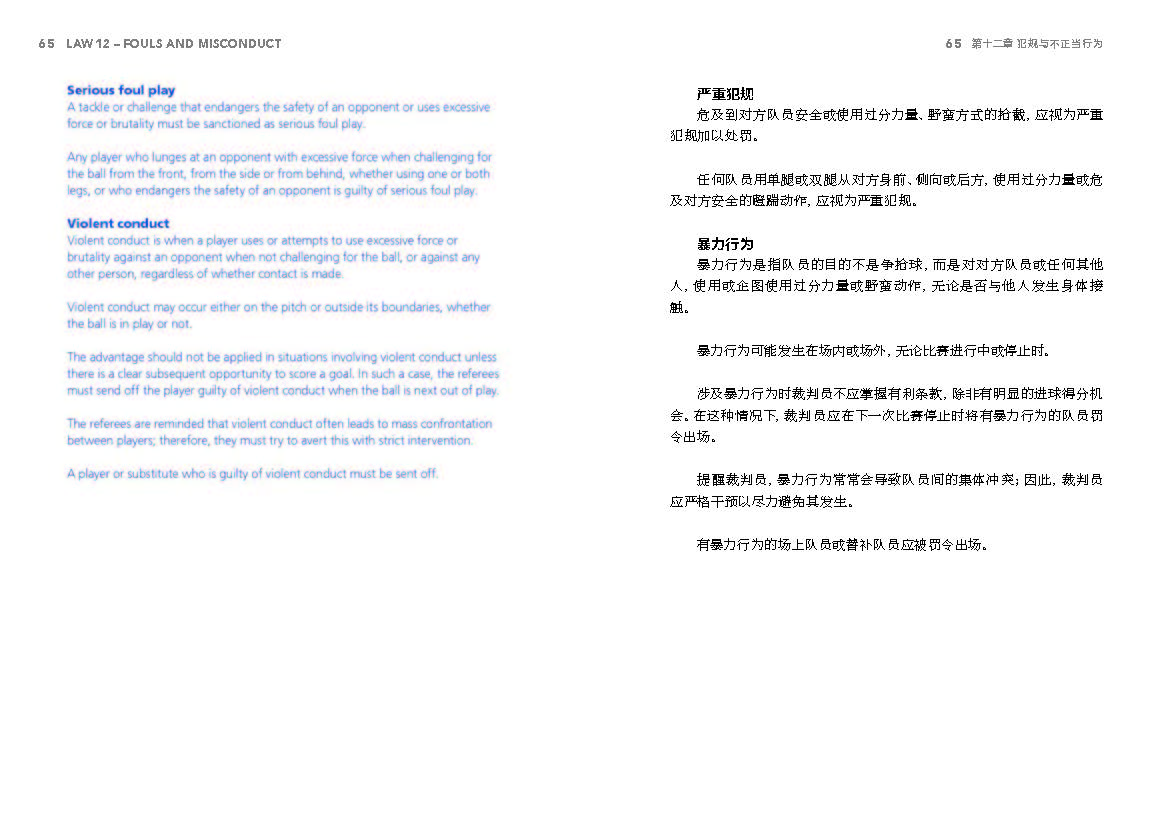 65 LAW 12 – FOULS AND MISCONDUCT
Serious foul play
A tackle or challenge that endangers the safety of an opponent or uses excessive
force or brutality must be sanctioned as serious foul play.
Any player who lunges at an opponent with excessive force when challenging for
the ball from the front, from the side or from behind, whether using one or both
legs, or who endangers the safety of an opponent is guilty of serious foul play.
Violent conduct
Violent conduct is when a player uses or attempts to use excessive force or
brutality against an opponent when not challenging for the ball, or against any
other person, regardless of whether contact is made.
Violent conduct may occur either on the pitch or outside its boundaries, whether
the ball is in play or not.
The advantage should not be applied in situations involving violent conduct unless
there is a clear subsequent opportunity to score a goal. In such a case, the referees
must send off the player guilty of violent conduct when the ball is next out of play.
The referees are reminded that violent conduct often leads to mass confrontation
between players; therefore, they must try to avert this with strict intervention.
A player or substitute who is guilty of violent conduct must be sent off.
65 第十二章 犯规与不正当行为
严重犯规
危及到对方队员安全或使用过分力量、野蛮方式的抢截，应视为严重
犯规加以处罚。
任何队员用单腿或双腿从对方身前、侧向或后方，使用过分力量或危
及对方安全的蹬踹动作，应视为严重犯规。
暴力行为
暴力行为是指队员的目的不是争抢球，而是对对方队员或任何其他
人，使用或企图使用过分力量或野蛮动作，无论是否与他人发生身体接
触。
暴力行为可能发生在场内或场外，无论比赛进行中或停止时。
涉及暴力行为时裁判员不应掌握有利条款，除非有明显的进球得分机
会。在这种情况下，裁判员应在下一次比赛停止时将有暴力行为的队员罚
令出场。
提醒裁判员，暴力行为常常会导致队员间的集体冲突；因此，裁判员
应严格干预以尽力避免其发生。
有暴力行为的场上队员或替补队员应被罚令出场。